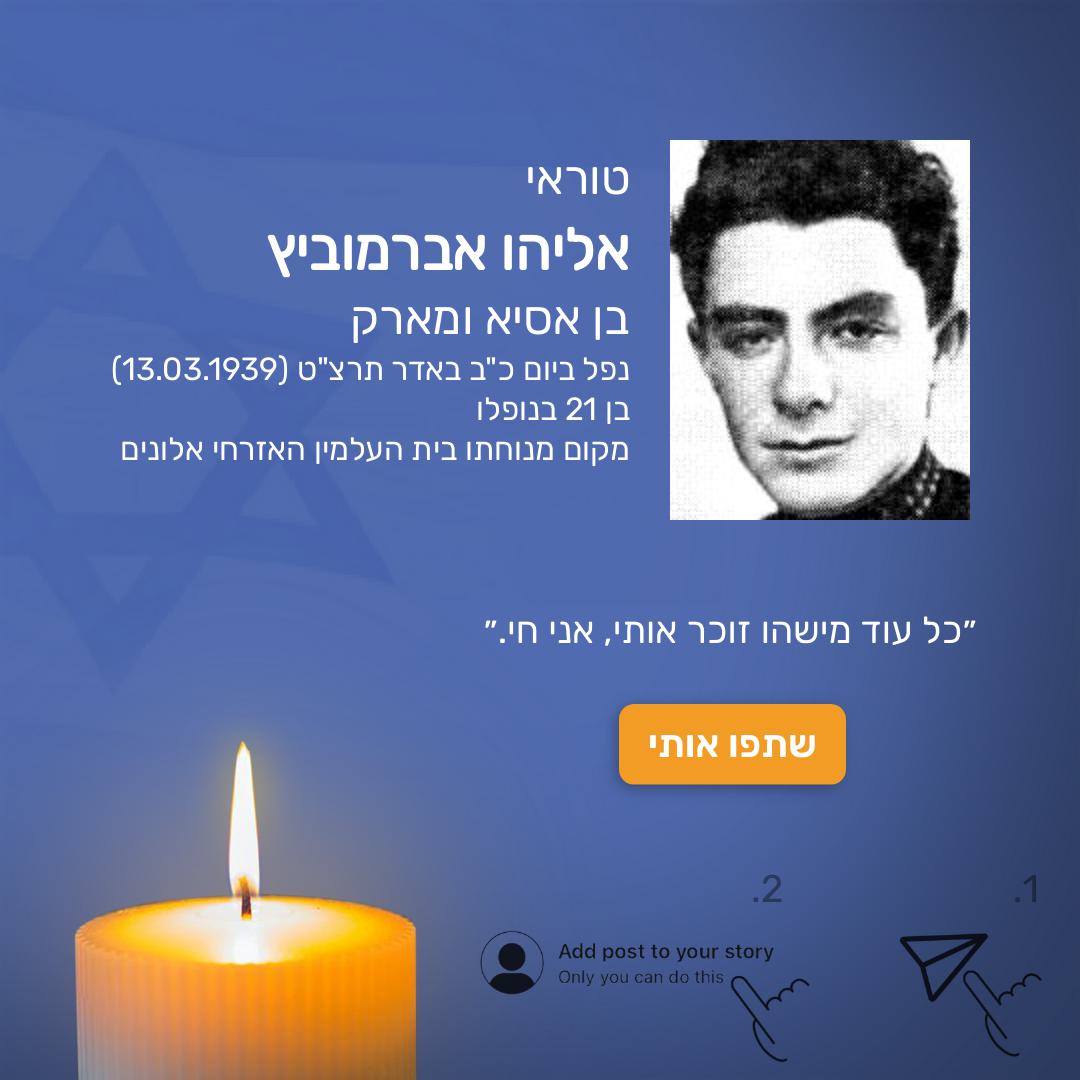 טוראי
אליהו אברמוביץ
בן אסיא ומארק
נפל ביום כ"ב באדר תרצ"ט (13.03.1939)
בן 21 בנופלו
מקום מנוחתו בית העלמין האזרחי אלונים
״כל עוד מישהו זוכר אותי, אני חי.״
שתפו אותי
1.
2.
Add post to your story
Only you can do this